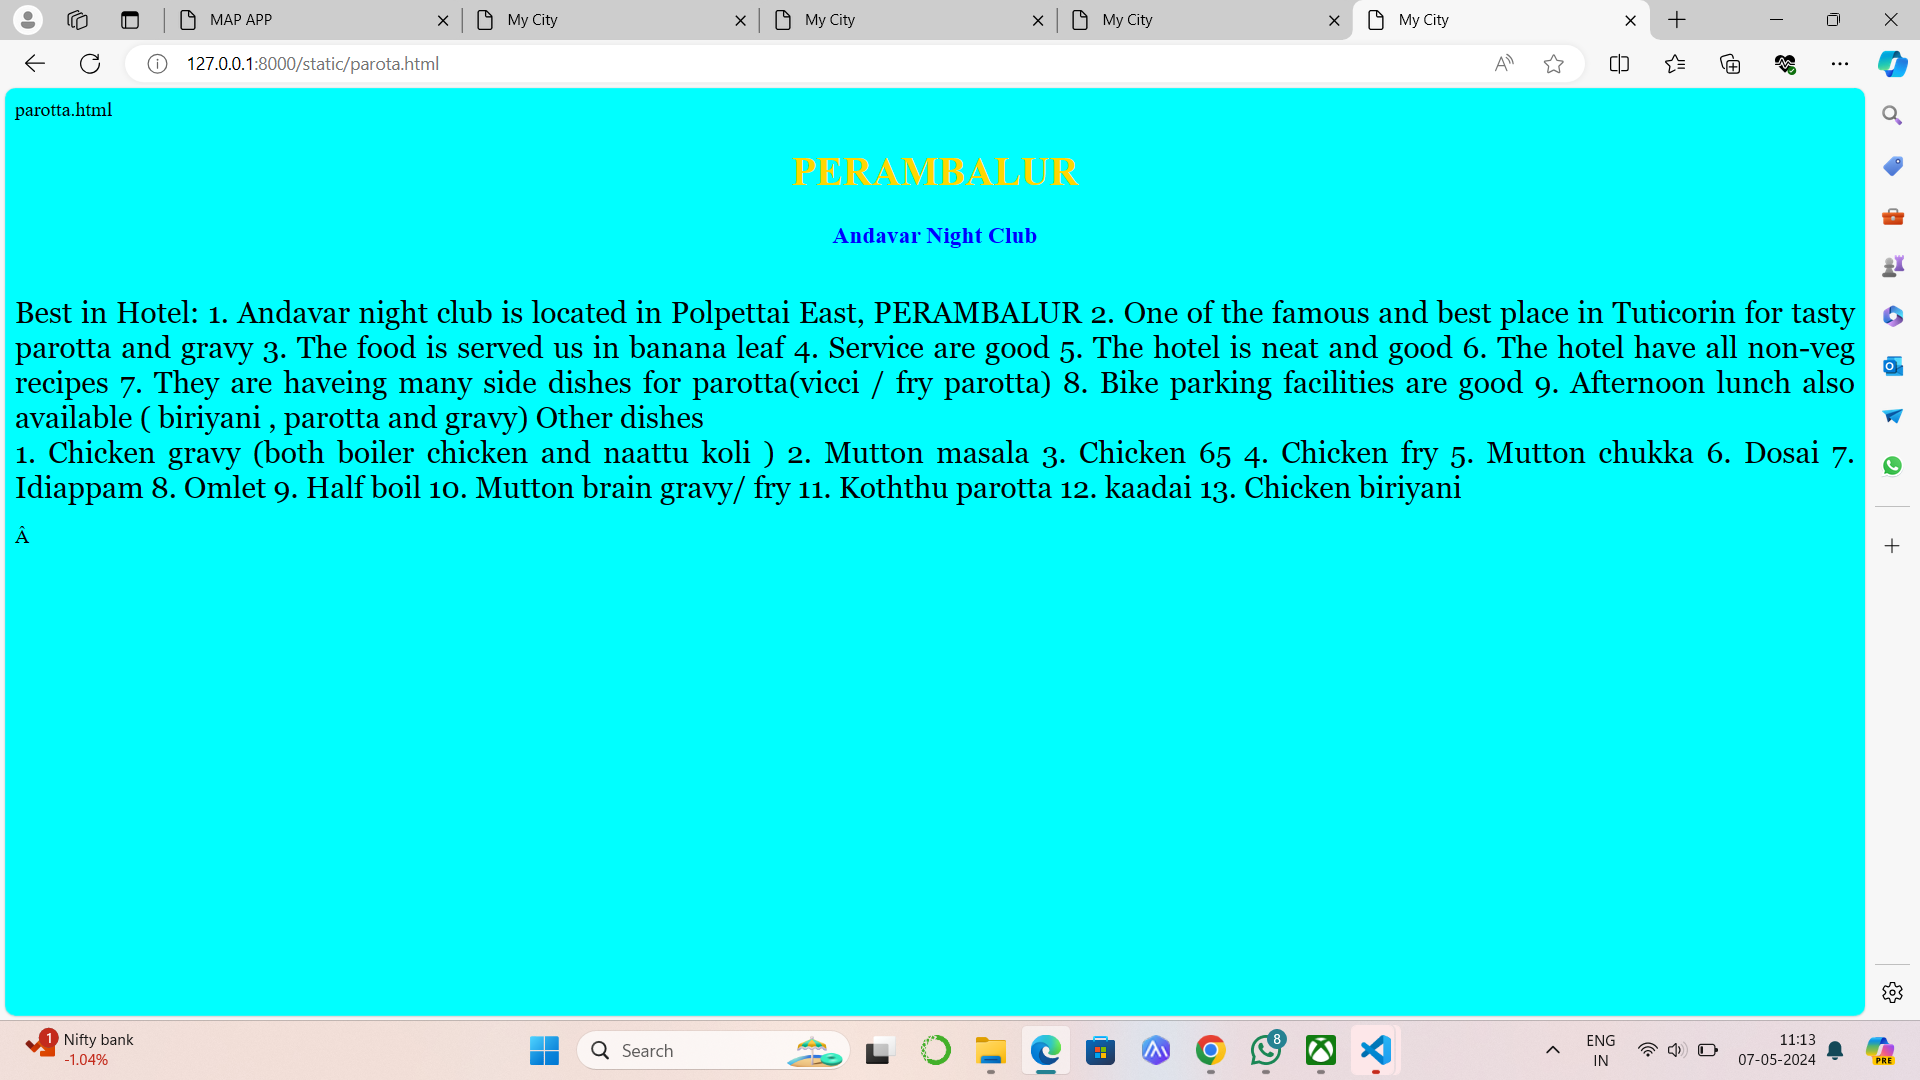 MAP APP
My City
My City
My City
My City
127.0.0.1:8000/static/parota.html
parotta.html
PERAMBALUR
Andavar Night Club
Best in Hotel: 1. Andavar night club is located in Polpettai East, PERAMBALUR 2. One of the famous and best place in Tuticorin for tasty
parotta and gravy 3. The food is served us in banana leaf 4. Service are good 5. The hotel is neat and good 6. The hotel have all non-veg
recipes 7. They are haveing many side dishes for parotta(vicci / fry parotta) 8. Bike parking facilities are good 9. Afternoon lunch also
available ( biriyani , parotta and gravy) Other dishes
1. Chicken gravy (both boiler chicken and naattu koli ) 2. Mutton masala 3. Chicken 65 4. Chicken fry 5. Mutton chukka 6. Dosai 7.
Idiappam 8. Omlet 9. Half boil 10. Mutton brain gravy/ fry 11. Koththu parotta 12. kaadai 13. Chicken biriyani
Â
1
Nifty bank
-1.04%
Search
8
ENG
IN
11:13
07-05-2024
PRE